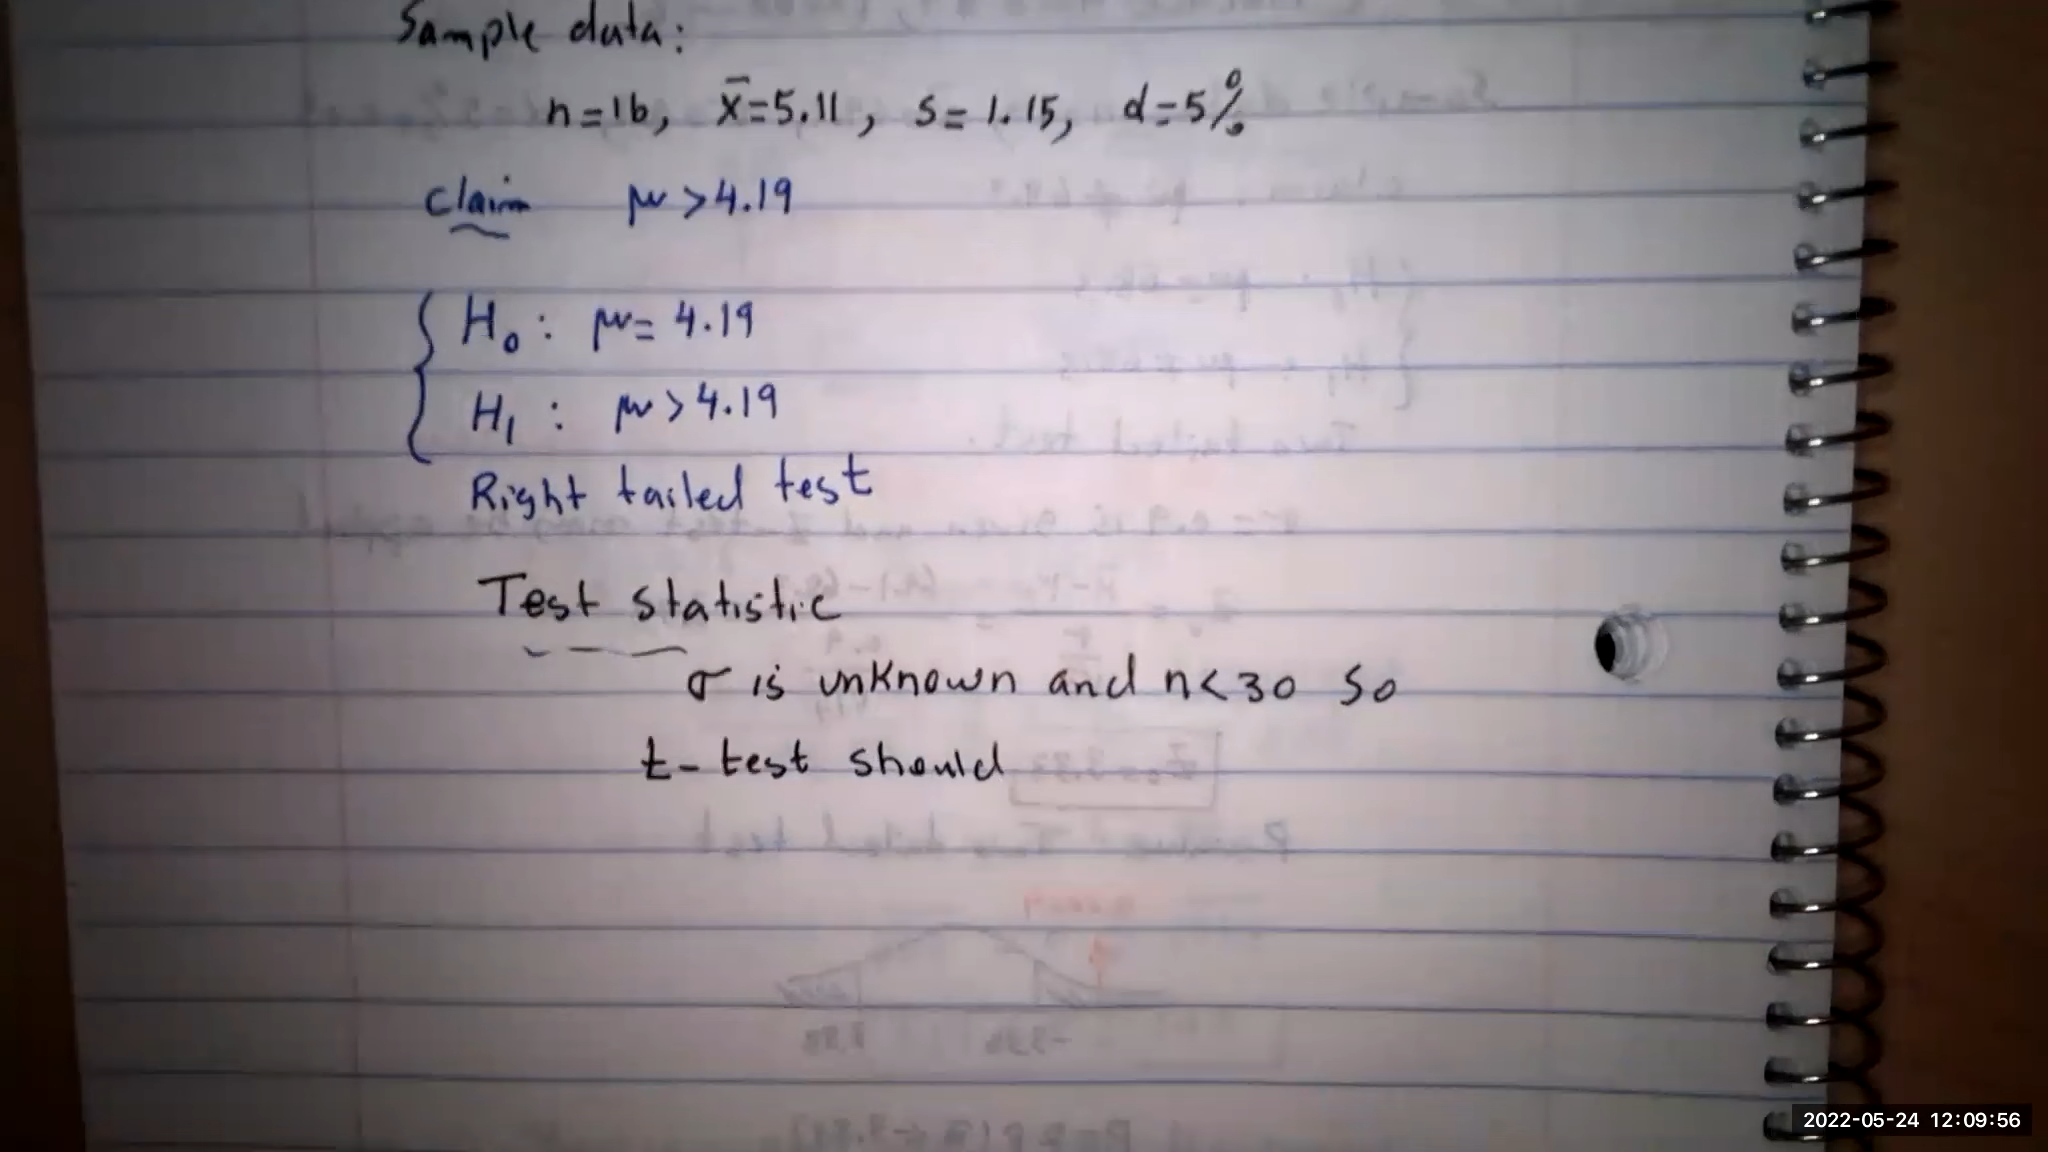 Sample data:
n=16, x̄=5.11, s=1.15, α=5%
Claim μ>4.19
H₀: μ=4.19
H₁: μ>4.19
Right tailed test
Test statistic
σ is unknown and n<30 so
t-test should
2022-05-24 12:09:56